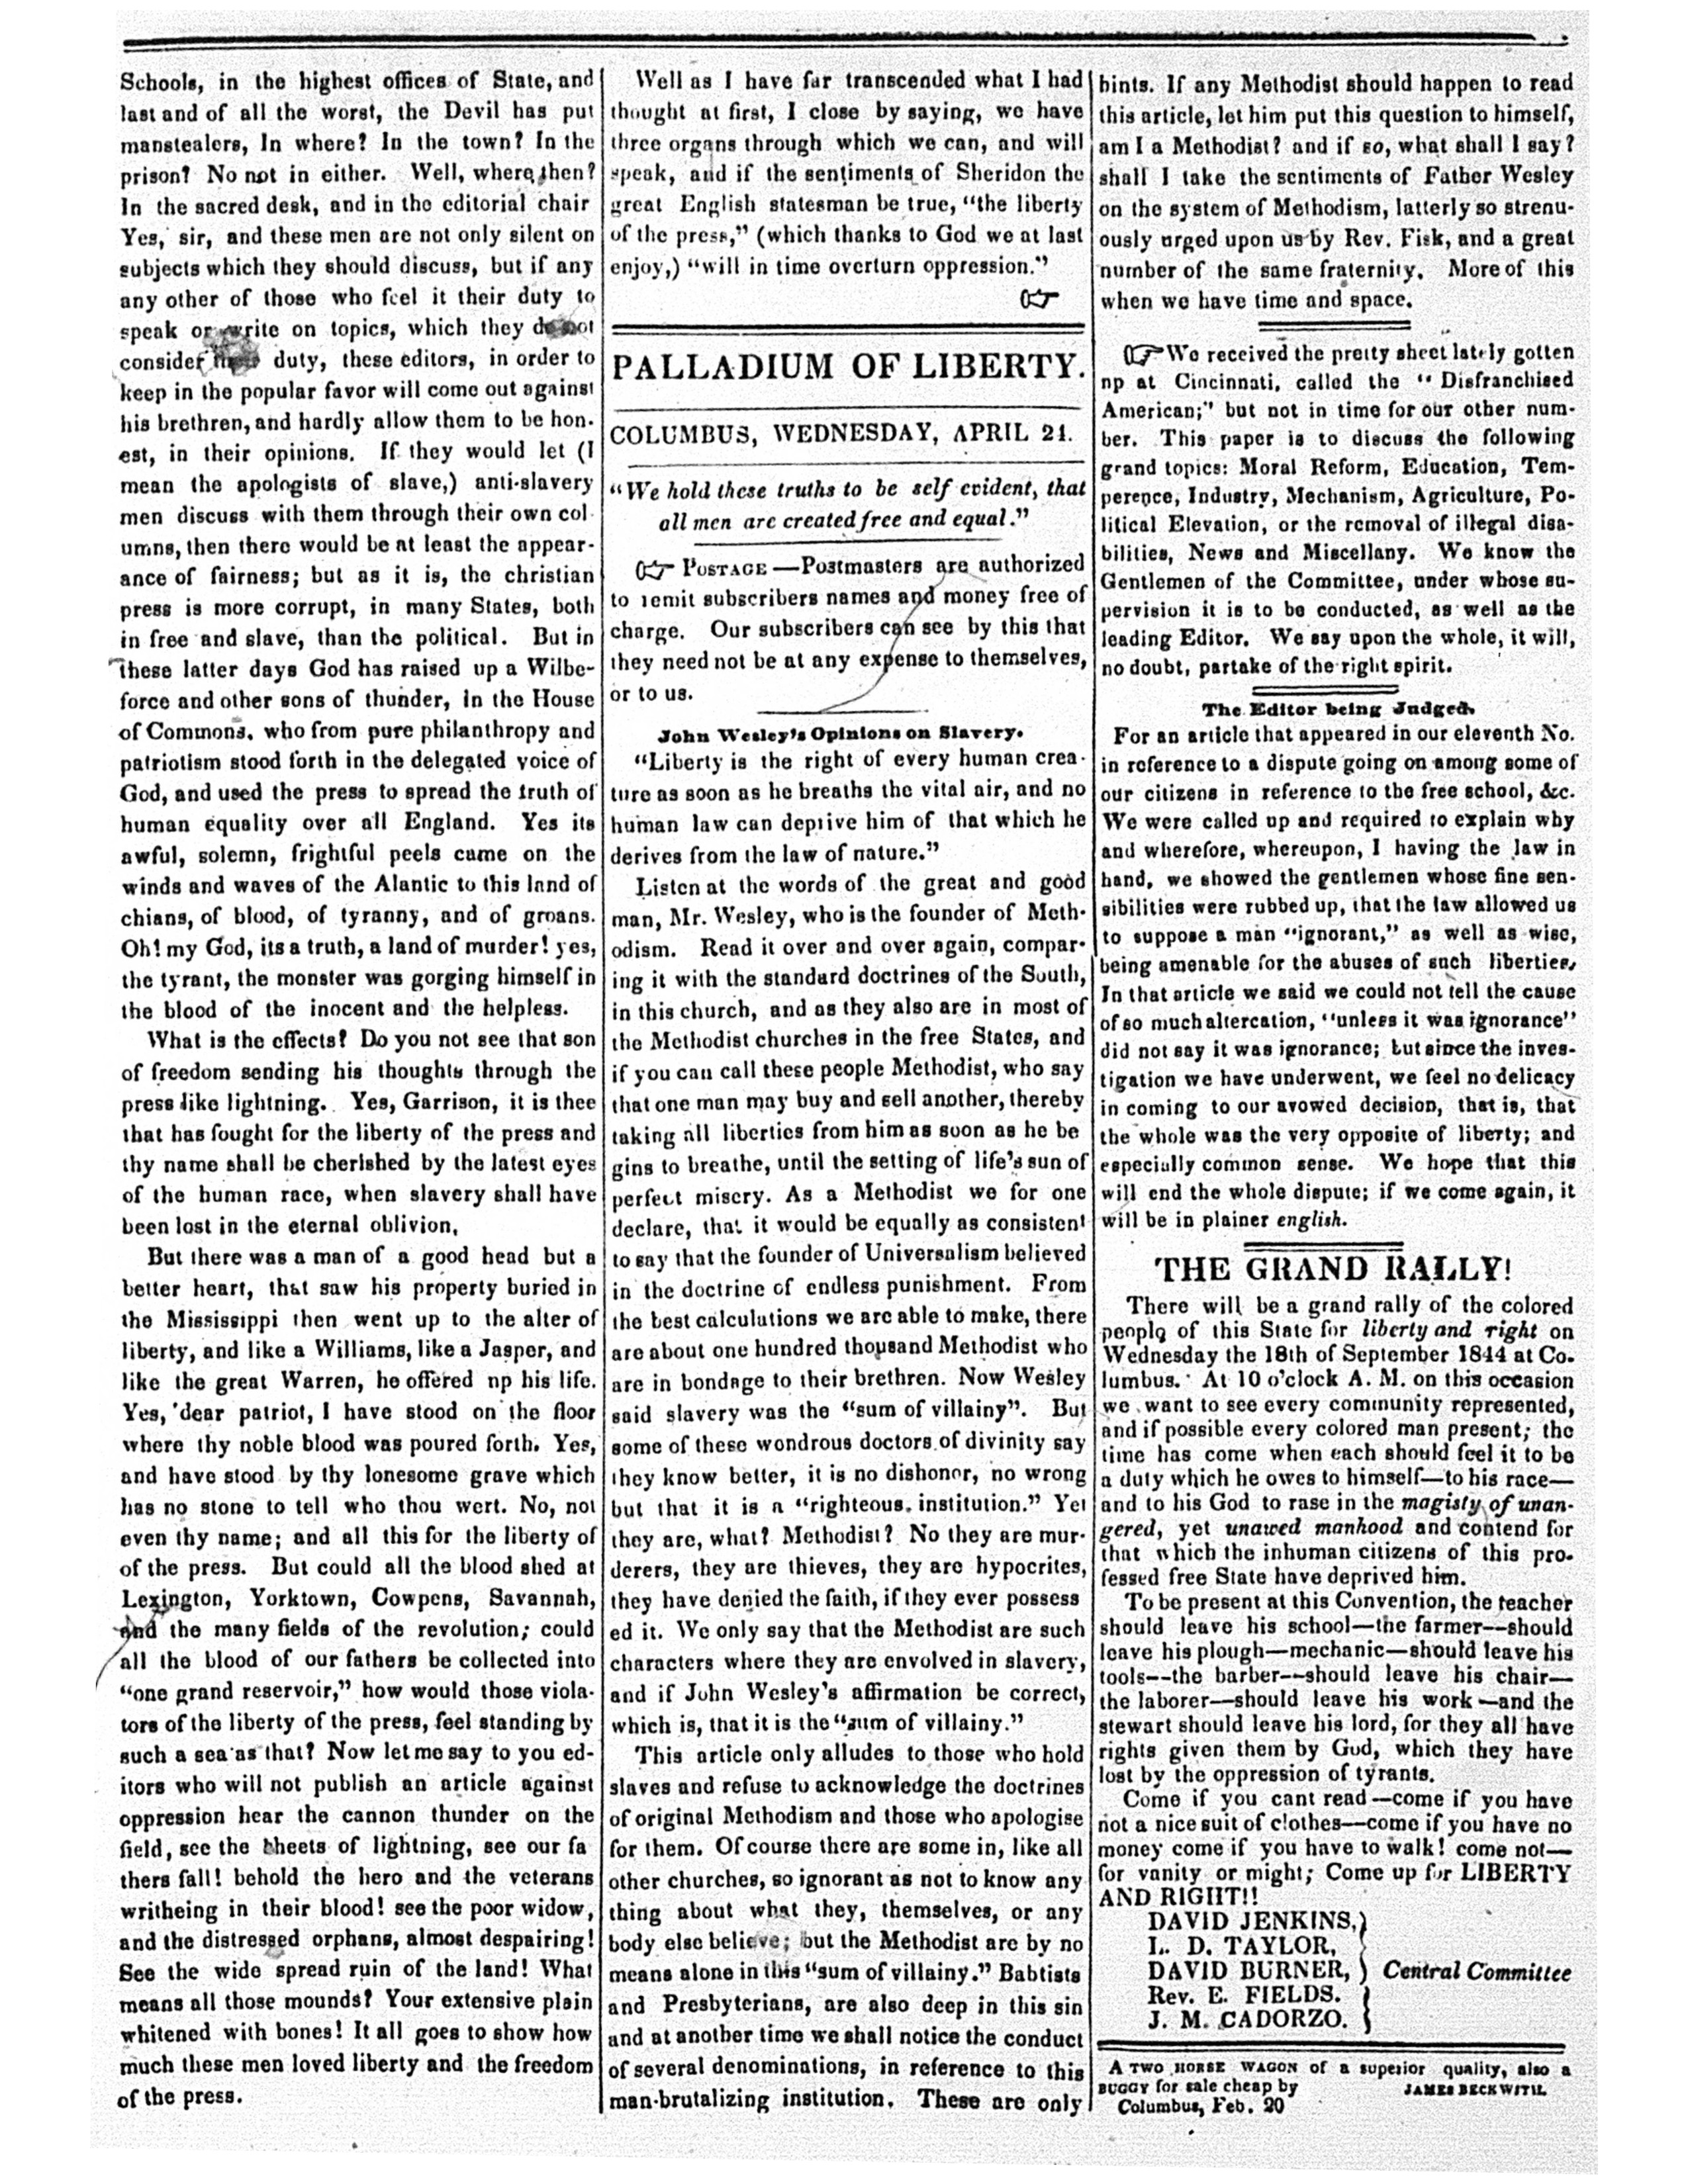 Schools, in the highest offices of State, and
last and of all the worst, the Devil has put
manstealers, In where? In the town? In the
prison? No not in either. Well, where then?
In the sacred desk, and in the editorial chair
Yes, sir, and these men are not only silent on
subjects which they should discuss, but if any
any other of those who feel it their duty to
speak or write on topics, which they do not
consider duty, these editors, in order to
keep in the popular favor will come out against
his brethren, and hardly allow them to be hon.
est, in their opinions. If they would let (I
mean the apologists of slave,) anti-slavery
men discuss with them through their own col-
umns, then there would be at least the appear-
ance of fairness; but as it is, the christian
press is more corrupt, in many States, both
in free and slave, than the political. But in
these latter days God has raised up a Wilbe-
force and other sons of thunder, in the House
of Commons, who from pure philanthropy and
patriotism stood forth in the delegated voice of
God, and used the press to spread the truth of
human equality over all England. Yes its
awful, solemn, frightful peels came on the
winds and waves of the Alantic to this land of
chians, of blood, of tyranny, and of groans.
Oh! my God, its a truth, a land of murder! yes,
the tyrant, the monster was gorging himself in
the blood of the inocent and the helpless.
What is the effects? Do you not see that son
of freedom sending his thoughts through the
press like lightning. Yes, Garrison, it is thee
that has fought for the liberty of the press and
thy name shall be cherished by the latest eyes
of the human race, when slavery shall have
been lost in the eternal oblivion,
But there was a man of a good head but a
better heart, that saw his property buried in
the Mississippi then went up to the alter of
liberty, and like a Williams, like a Jasper, and
like the great Warren, he offered up his life.
Yes, dear patriot, I have stood on the floor
where thy noble blood was poured forth. Yes,
and have stood by thy lonesome grave which
has no stone to tell who thou wert. No, not
even thy name; and all this for the liberty of
of the press. But could all the blood shed at
Lexington, Yorktown, Cowpens, Savannah,
and the many fields of the revolution; could
all the blood of our fathers be collected into
"one grand reservoir," how would those viola-
tors of the liberty of the press, feel standing by
such a sea as that? Now let me say to you ed-
itors who will not publish an article against
oppression hear the cannon thunder on the
field, see the sheets of lightning, see our fa
thers fall! behold the hero and the veterans
writheing in their blood! see the poor widow,
and the distressed orphans, almost despairing!
See the wide spread ruin of the land! What
means all those mounds? Your extensive plain
whitened with bones! It all goes to show how
much these men loved liberty and the freedom
of the press.
Well as I have far transcended what I had
thought at first, I close by saying, we have
three organs through which we can, and will
speak, and if the sentiments of Sheridon the
great English statesman be true, "the liberty
of the press," (which thanks to God we at last
enjoy,) "will in time overturn oppression."
☞
PALLADIUM OF LIBERTY.
COLUMBUS, WEDNESDAY, APRIL 24.
"We hold these truths to be self evident, that
all men are created free and equal."
☞ POSTAGE—Postmasters are authorized
to remit subscribers names and money free of
charge. Our subscribers can see by this that
they need not be at any expense to themselves,
or to us.
John Wesley's Opinions on Slavery.
"Liberty is the right of every human crea-
ture as soon as he breaths the vital air, and no
human law can deprive him of that which he
derives from the law of nature."
Listen at the words of the great and good
man, Mr. Wesley, who is the founder of Meth-
odism. Read it over and over again, compar-
ing it with the standard doctrines of the South,
in this church, and as they also are in most of
the Methodist churches in the free States, and
if you can call these people Methodist, who say
that one man may buy and sell another, thereby
taking all liberties from him as soon as he be
gins to breathe, until the setting of life's sun of
perfect misery. As a Methodist we for one
declare, that it would be equally as consistent
to say that the founder of Universalism believed
in the doctrine of endless punishment. From
the best calculations we are able to make, there
are about one hundred thousand Methodist who
are in bondage to their brethren. Now Wesley
said slavery was the "sum of villainy". But
some of these wondrous doctors of divinity say
they know better, it is no dishonor, no wrong
but that it is a "righteous institution." Yet
they are, what? Methodist? No they are mur-
derers, they are thieves, they are hypocrites,
they have denied the faith, if they ever possess
ed it. We only say that the Methodist are such
characters where they are envolved in slavery,
and if John Wesley's affirmation be correct,
which is, that it is the "sum of villainy."
This article only alludes to those who hold
slaves and refuse to acknowledge the doctrines
of original Methodism and those who apologise
for them. Of course there are some in, like all
other churches, so ignorant as not to know any
thing about what they, themselves, or any
body else believe; but the Methodist are by no
means alone in this "sum of villainy." Babtists
and Presbyterians, are also deep in this sin
and at another time we shall notice the conduct
of several denominations, in reference to this
man-brutalizing institution. These are only
hints. If any Methodist should happen to read
this article, let him put this question to himself,
am I a Methodist? and if so, what shall I say?
shall I take the sentiments of Father Wesley
on the system of Methodism, latterly so strenu-
ously urged upon us by Rev. Fisk, and a great
number of the same fraternity. More of this
when we have time and space.
☞We received the pretty sheet lately gotten
up at Cincinnati, called the "Disfranchised
American;" but not in time for our other num-
ber. This paper is to discuss the following
grand topics: Moral Reform, Education, Tem-
perence, Industry, Mechanism, Agriculture, Po-
litical Elevation, or the removal of illegal disa-
bilities, News and Miscellany. We know the
Gentlemen of the Committee, under whose su-
pervision it is to be conducted, as well as the
leading Editor. We say upon the whole, it will,
no doubt, partake of the right spirit.
The Editor being Judged.
For an article that appeared in our eleventh No.
in reference to a dispute going on among some of
our citizens in reference to the free school, &c.
We were called up and required to explain why
and wherefore, whereupon, I having the law in
hand, we showed the gentlemen whose fine sen-
sibilities were rubbed up, that the law allowed us
to suppose a man "ignorant," as well as wise,
being amenable for the abuses of such liberties.
In that article we said we could not tell the cause
of so much altercation, "unless it was ignorance"
did not say it was ignorance; but since the inves-
tigation we have underwent, we feel no delicacy
in coming to our avowed decision, that is, that
the whole was the very opposite of liberty; and
especially common sense. We hope that this
will end the whole dispute; if we come again, it
will be in plainer english.
THE GRAND RALLY!
There will be a grand rally of the colored
people of this State for liberty and right on
Wednesday the 18th of September 1844 at Co.
lumbus. At 10 o'clock A. M. on this occasion
we want to see every community represented,
and if possible every colored man present; the
time has come when each should feel it to be
a duty which he owes to himself—to his race—
and to his God to rase in the magisty of unan-
gered, yet unawed manhood and contend for
that which the inhuman citizens of this pro-
fessed free State have deprived him.
To be present at this Convention, the teacher
should leave his school—the farmer—should
leave his plough—mechanic—should leave his
tools—the barber—should leave his chair—
the laborer—should leave his work—and the
stewart should leave his lord, for they all have
rights given them by God, which they have
lost by the oppression of tyrants.
Come if you cant read—come if you have
not a nice suit of clothes—come if you have no
money come if you have to walk! come not—
for vanity or might; Come up for LIBERTY
AND RIGHT!!
DAVID JENKINS,
L. D. TAYLOR,
DAVID BURNER, Central Committee
Rev. E. FIELDS.
J. M. CADORZO.
A TWO HORSE WAGON of a superior quality, also a
BUGGY for sale cheap by JAMES BECKWITH.
Columbus, Feb. 20